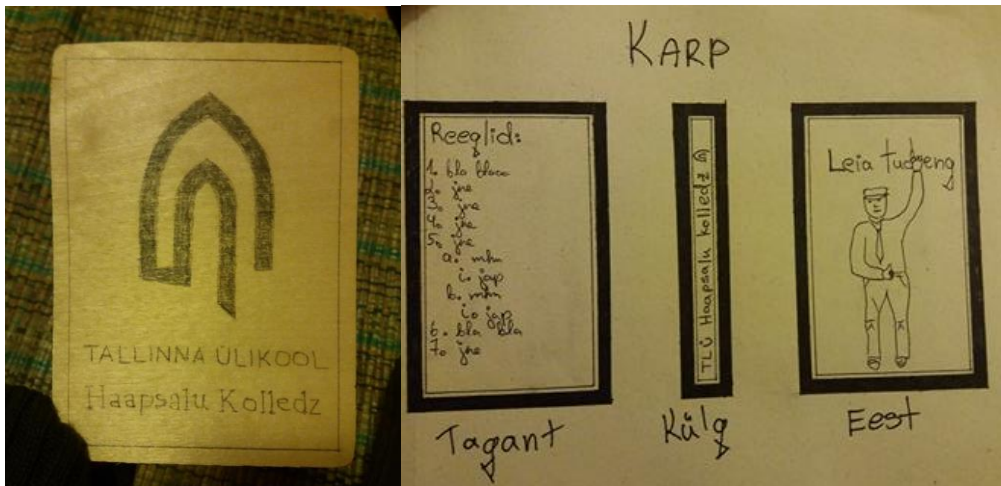 TALLINNA ÜLIKOOL
Haapsalu Kolledz
KARP
Reeglid:
1. bla blaaa
2. jne
3. jne
4. jne
5. jne
a. mhm
i. jap
b. mhm
i. jap
6. bla bla
7. jne
Tagant
TLÜ Haapsalu kolledz
Külg
Leia tudeng
Eest